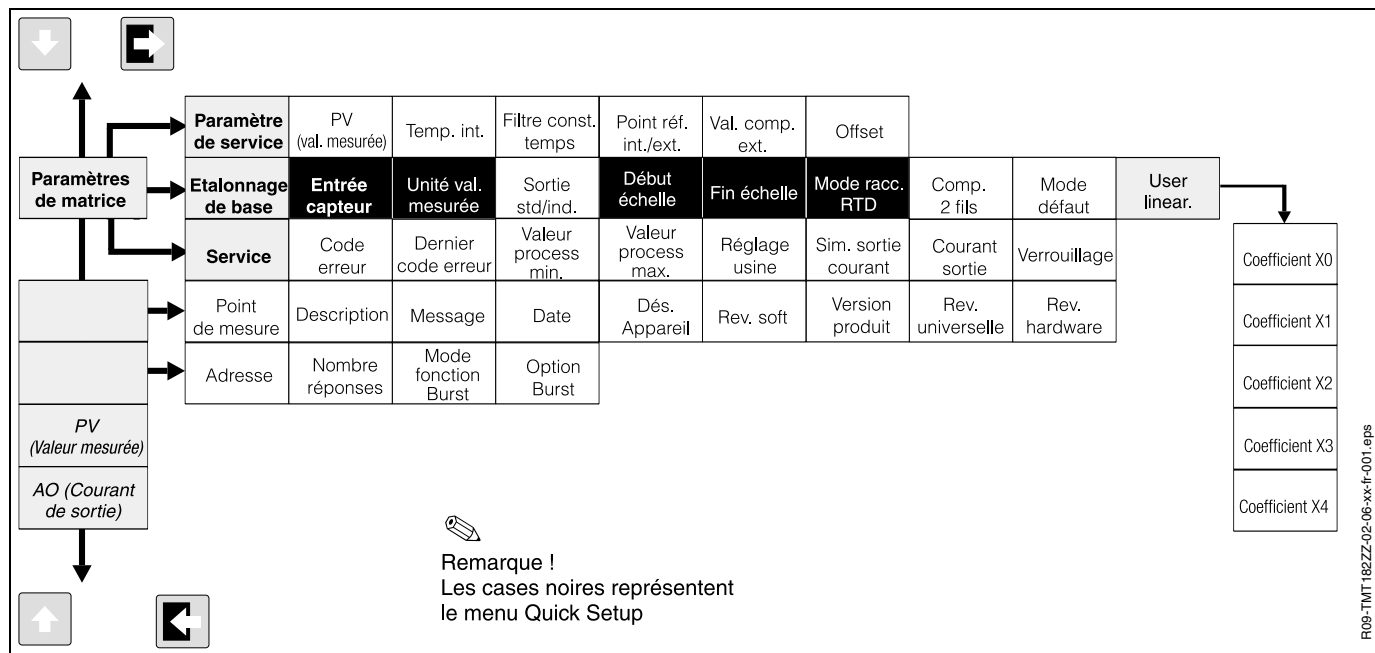 Paramètre
de service
PV
(val. mesurée)
Temp. int.
Filtre const.
temps
Point réf.
int./ext.
Val. comp.
ext.
Offset
Paramètres
de matrice
Etalonnage
de base
Entrée
capteur
Unité val.
mesurée
Sortie
std/ind.
Début
échelle
Fin échelle
Mode racc.
RTD
Comp.
2 fils
Mode
défaut
User
linear.
Service
Code
erreur
Dernier
code erreur
Valeur
process
min.
Valeur
process
max.
Réglage
usine
Sim. sortie
courant
Courant
sortie
Verrouillage
Point
de mesure
Description
Message
Date
Dés.
Appareil
Rev. soft
Version
produit
Rev.
universelle
Rev.
hardware
Adresse
Nombre
réponses
Mode
fonction
Burst
Option
Burst
PV
(Valeur mesurée)
AO (Courant
de sortie)
Coefficient X0
Coefficient X1
Coefficient X2
Coefficient X3
Coefficient X4
Remarque !
Les cases noires représentent
le menu Quick Setup
R09-TMT182ZZ-02-06-xx-fr-001.eps